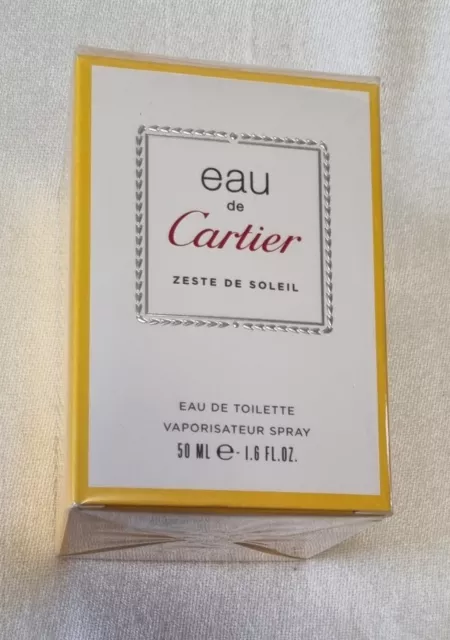 eau
de
Cartier
ZESTE DE SOLEIL
EAU DE TOILETTE
VAPORISATEUR SPRAY
50 ML e - 1.6 FL.OZ.